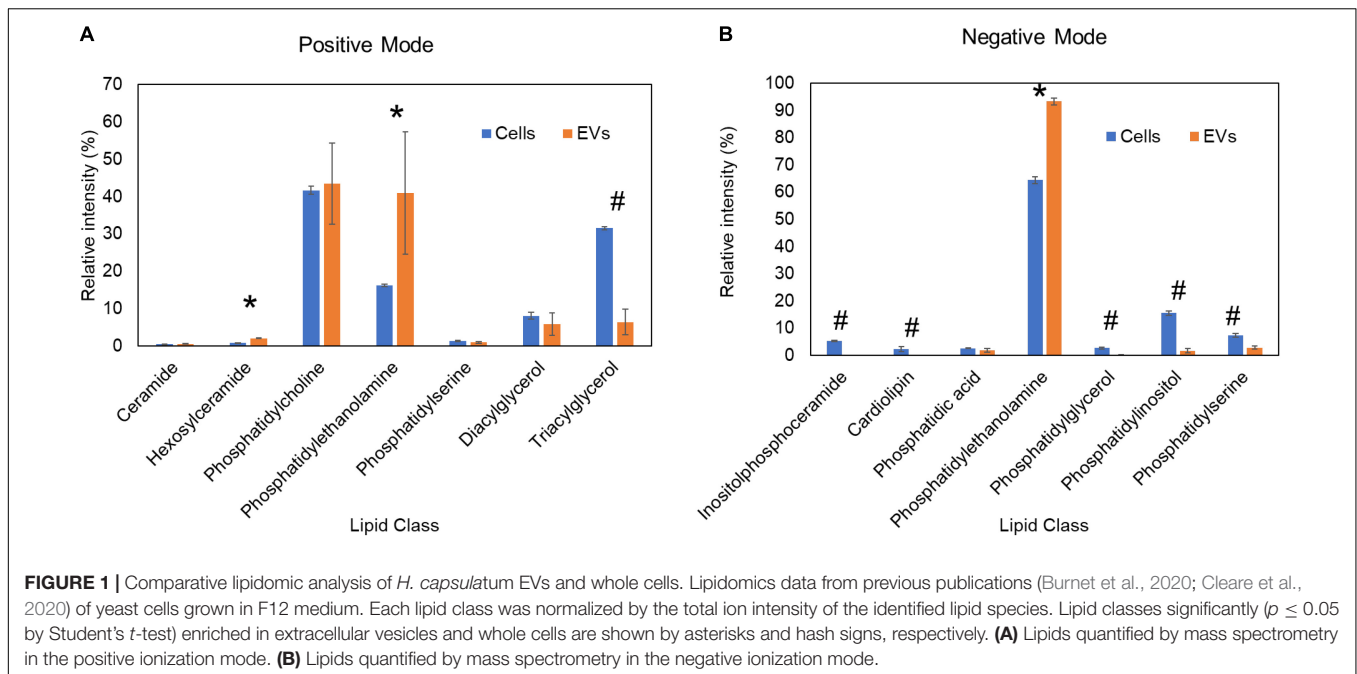 A
Positive Mode
Relative intensity (%)
70
60
50
40
30
20
10
0
Cells
EVs
*
*
#
Ceramide
Hexosylceramide
Phosphatidylcholine
Phosphatidylethanolamine
Phosphatidylserine
Diacylglycerol
Triacylglycerol
Lipid Class
B
Negative Mode
Relative intensity (%)
100
90
80
70
60
50
40
30
20
10
0
Cells
EVs
#
#
*
#
#
#
Inositolphosphoceramide
Cardiolipin
Phosphatidic acid
Phosphatidylethanolamine
Phosphatidylglycerol
Phosphatidylinositol
Phosphatidylserine
Lipid Class
FIGURE 1 | Comparative lipidomic analysis of H. capsulatum EVs and whole cells. Lipidomics data from previous publications (Burnet et al., 2020; Cleare et al.,
2020) of yeast cells grown in F12 medium. Each lipid class was normalized by the total ion intensity of the identified lipid species. Lipid classes significantly (p ≤ 0.05
by Student's t-test) enriched in extracellular vesicles and whole cells are shown by asterisks and hash signs, respectively. (A) Lipids quantified by mass spectrometry
in the positive ionization mode. (B) Lipids quantified by mass spectrometry in the negative ionization mode.